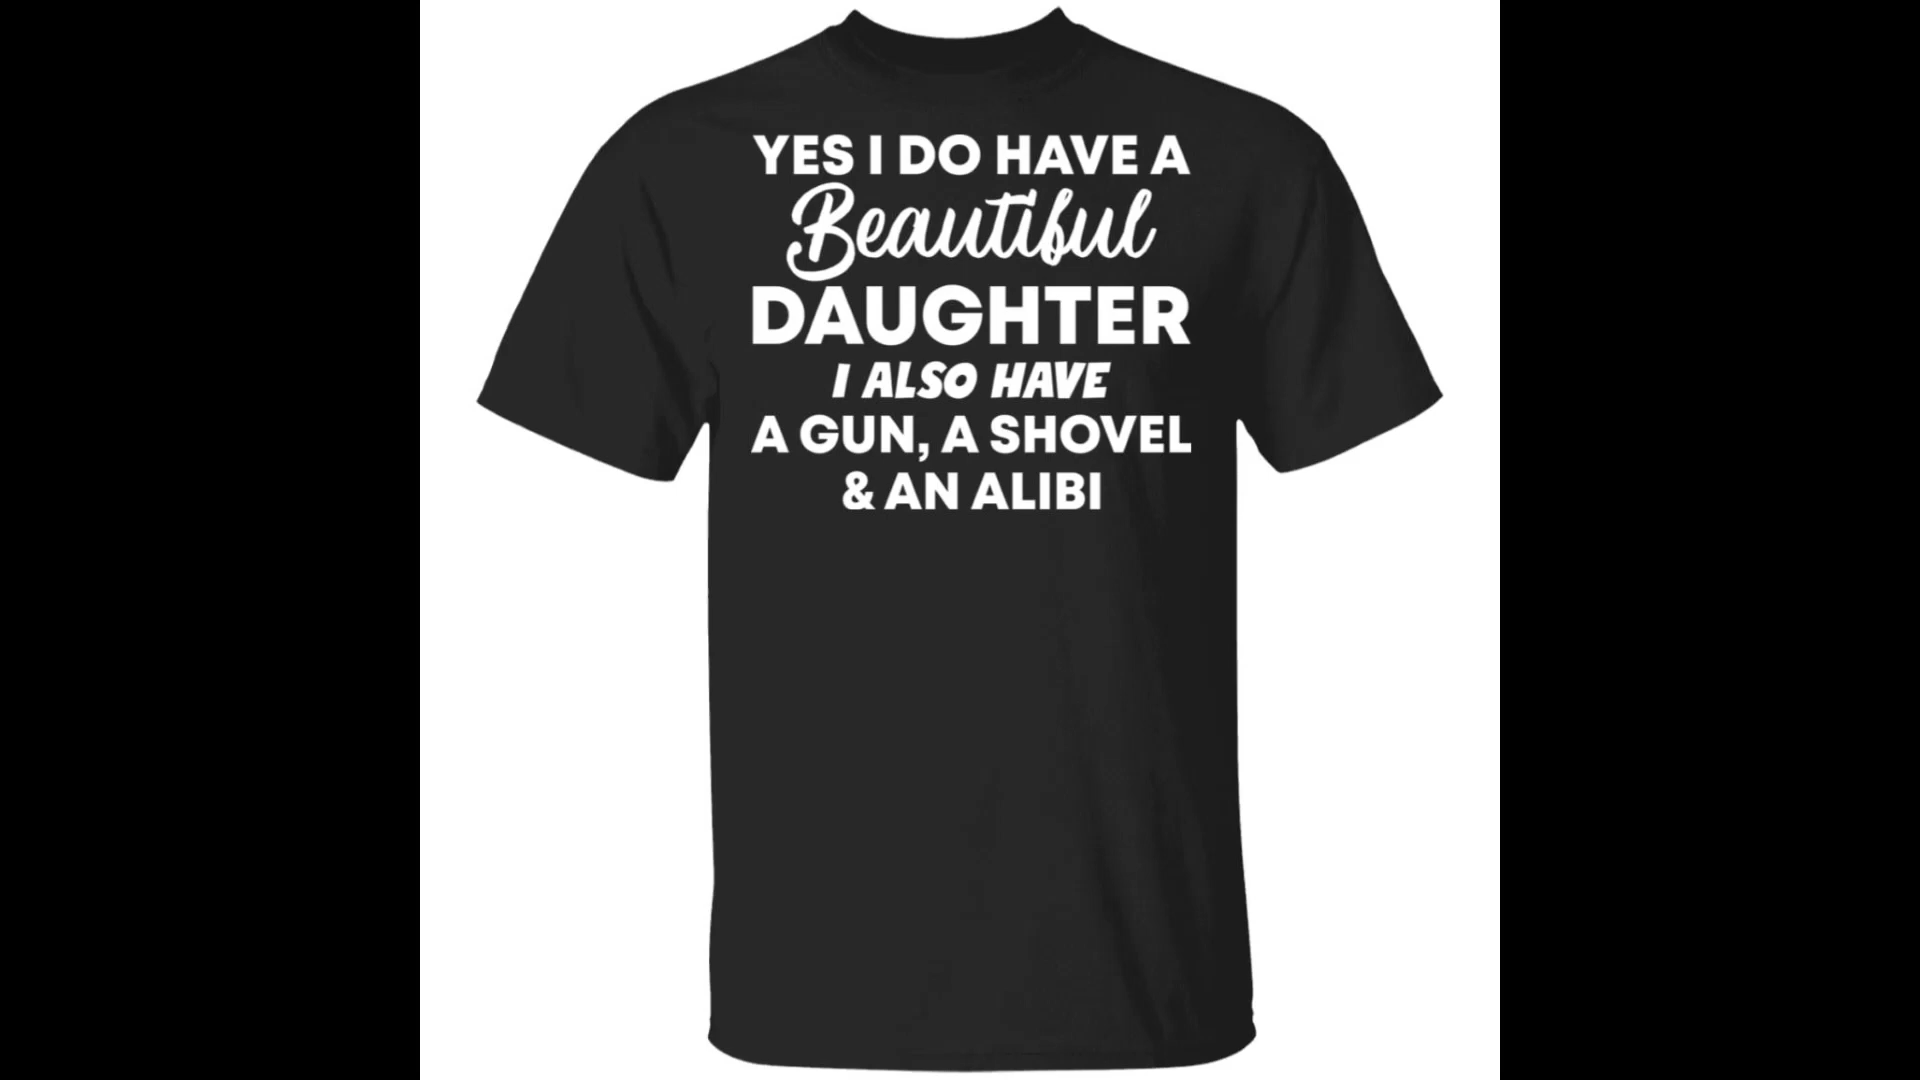 YES I DO HAVE A
Beautiful
DAUGHTER
I ALSO HAVE
A GUN, A SHOVEL
& AN ALIBI